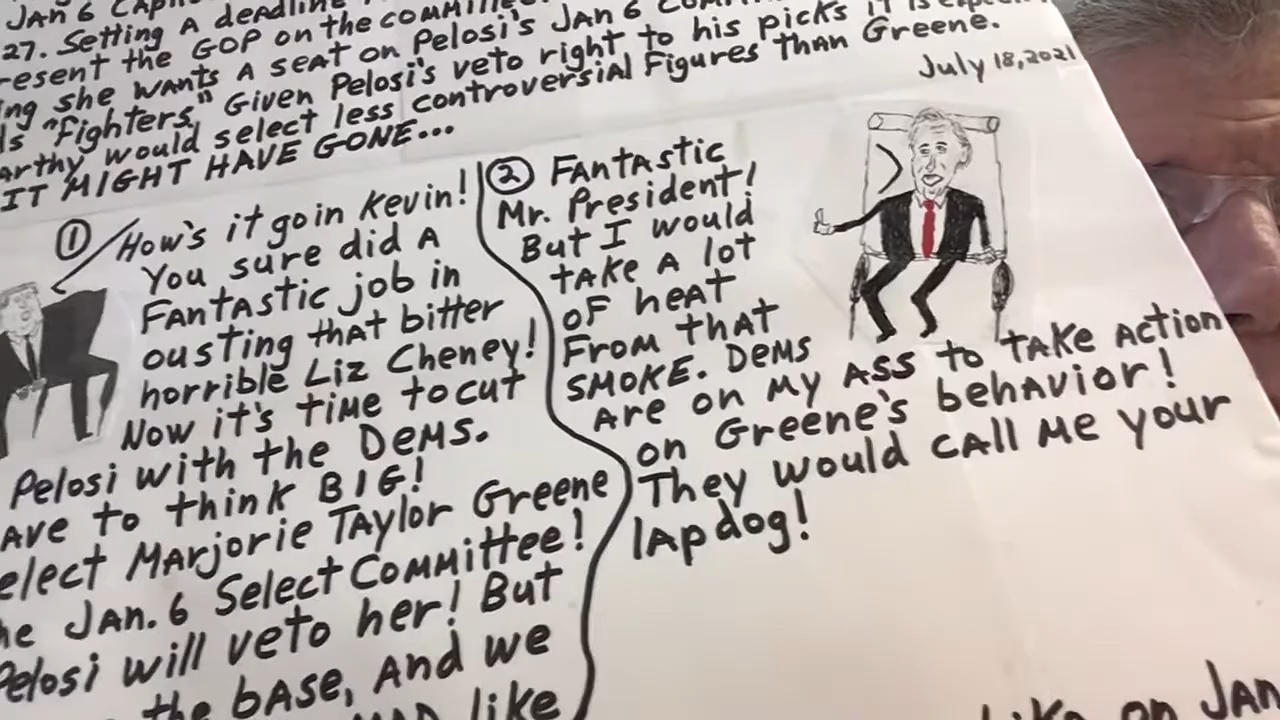 JAN 6
27. Setting A deadline
resent the GOP on the committee
ing she wants A seat on Pelosi's Jan 6
ls "fighters." Given Pelosi's veto right to his picks it is
arthy would select less controversial Figures than Greene.
IT MIGHT HAVE GONE...
July 18, 2021
① How's it goin Kevin!
You sure did A
Fantastic job in
ousting that bitter
horrible Liz Cheney!
Now it's time to cut
Pelosi with the Dems.
ave to think BIG!
elect Marjorie Taylor Greene
he Jan. 6 Select Committee!
Pelosi will veto her! But
the base, and we
like
② Fantastic
Mr. President!
But I would
take a lot
of heat
From that
smoke. Dems
are on my ass to take action
on Greene's behavior!
They would call me your
lapdog!
on Jan